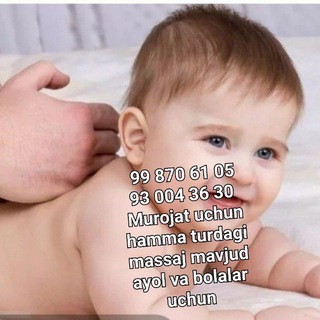 99 870 61 05
93 004 36 30
Murojat uchun
hamma turdagi
massaj mavjud
ayol va bolalar
uchun